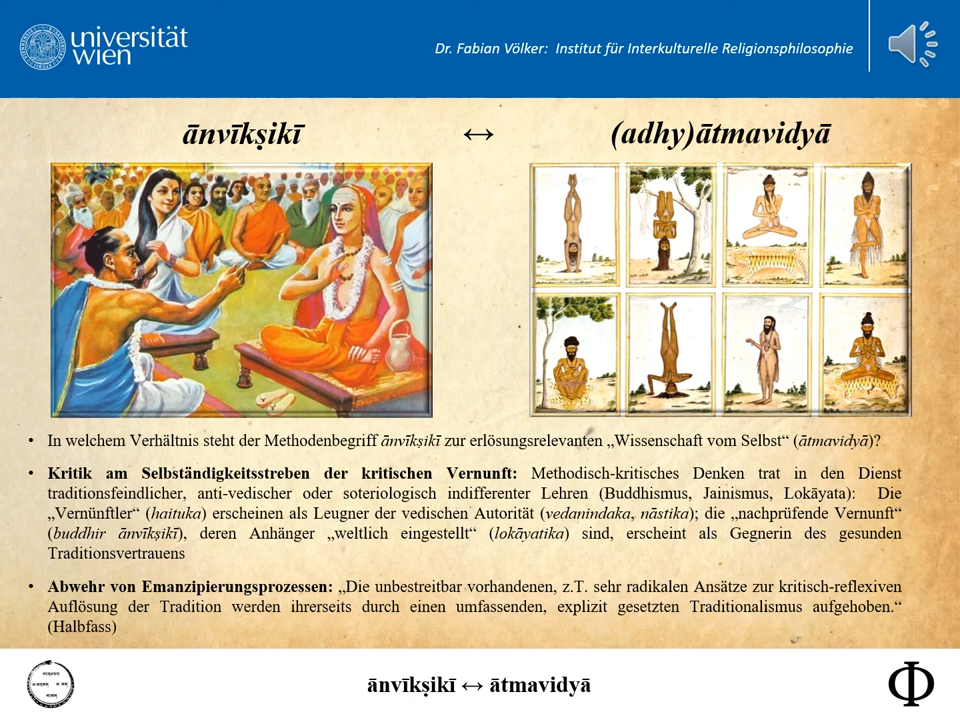 universität
wien
Dr. Fabian Völker: Institut für Interkulturelle Religionsphilosophie
ānvīkṣikī ↔ (adhy)ātmavidyā
• In welchem Verhältnis steht der Methodenbegriff ānvīkṣikī zur erlösungsrelevanten „Wissenschaft vom Selbst“ (ātmavidyā)?
• Kritik am Selbständigkeitsstreben der kritischen Vernunft: Methodisch-kritisches Denken trat in den Dienst
traditionsfeindlicher, anti-vedischer oder soteriologisch indifferenter Lehren (Buddhismus, Jainismus, Lokāyata): Die
„Vernünftler“ (haituka) erscheinen als Leugner der vedischen Autorität (vedanindaka, nāstika); die „nachprüfende Vernunft“
(buddhir ānvīkṣikī), deren Anhänger „weltlich eingestellt“ (lokāyatika) sind, erscheint als Gegnerin des gesunden
Traditionsvertrauens
• Abwehr von Emanzipierungsprozessen: „Die unbestreitbar vorhandenen, z.T. sehr radikalen Ansätze zur kritisch-reflexiven
Auflösung der Tradition werden ihrerseits durch einen umfassenden, explizit gesetzten Traditionalismus aufgehoben.“
(Halbfass)
ānvīkṣikī ↔ ātmavidyā
Φ